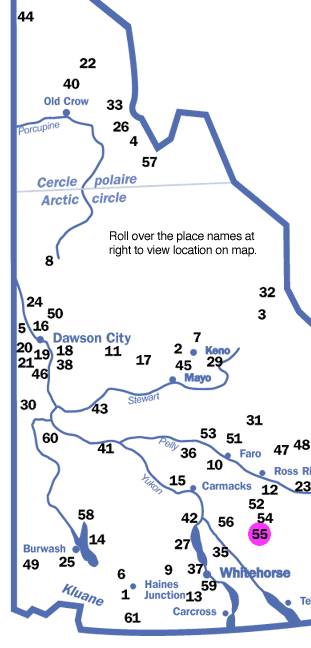 44
22
40
Old Crow
33
Porcupine
26
4
57
Cercle polaire
Arctic circle
Roll over the place names at
right to view location on map.
8
32
24
3
50
5 16
Dawson City
7
20 19 18 11 2 Keno
21 38 17 45 29
46 Mayo
Stewart
30 43
31
60 53 51
41 Pelly 36 Faro 47 48
10
Ross Ri
15 Carmacks 12 23
Yukon
52
58 42 56 54
14 55
27 35
Burwash
49 25
9 37 Whitehorse
6
Kluane 1 Haines 59
Junction 13
Te
61 Carcross